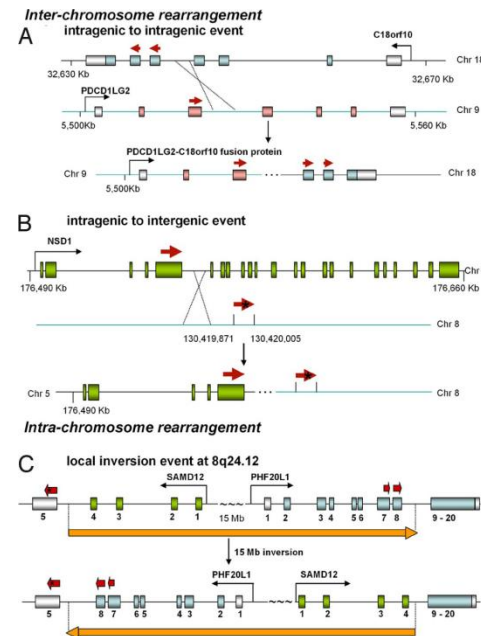 Inter-chromosome rearrangement
A intragenic to intragenic event
C18orf10
Chr 18
32,630 Kb 32,670 Kb
PDCD1LG2
Chr 9
5,500Kb 5,560 Kb
PDCD1LG2-C18orf10 fusion protein
Chr 9 ... Chr 18
5,500Kb
B intragenic to intergenic event
NSD1
Chr
176,490 Kb 176,660 Kb
Chr 8
130,419,871 130,420,005
Chr 5 ... Chr 8
176,490 Kb
Intra-chromosome rearrangement
C local inversion event at 8q24.12
SAMD12 PHF20L1
~~~~
5 4 3 2 1 15 Mb 1 2 3 4 5 6 7 8 9 - 20
15 Mb inversion
PHF20L1 SAMD12
~~~~
5 8 7 6 5 4 3 2 1 1 2 3 4 9 - 20